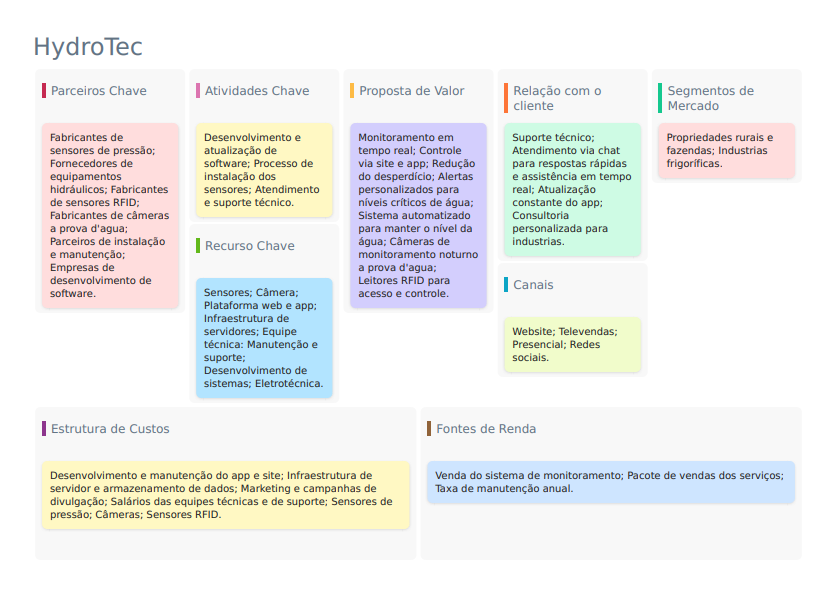 HydroTec
Parceiros Chave
Fabricantes de
sensores de pressão;
Fornecedores de
equipamentos
hidráulicos; Fabricantes
de sensores RFID;
Fabricantes de câmeras
a prova d'agua;
Parceiros de instalação
e manutenção;
Empresas de
desenvolvimento de
software.
Atividades Chave
Desenvolvimento e
atualização de
software; Processo de
instalação dos
sensores; Atendimento
e suporte técnico.
Recurso Chave
Sensores; Câmera;
Plataforma web e app;
Infraestrutura de
servidores; Equipe
técnica: Manutenção e
suporte;
Desenvolvimento de
sistemas; Eletrotécnica.
Proposta de Valor
Monitoramento em
tempo real; Controle
via site e app; Redução
do desperdício; Alertas
personalizados para
níveis críticos de água;
Sistema automatizado
para manter o nível da
água; Câmeras de
monitoramento noturno
a prova d'agua;
Leitores RFID para
acesso e controle.
Relação com o
cliente
Suporte técnico;
Atendimento via chat
para respostas rápidas
e assistência em tempo
real; Atualização
constante do app;
Consultoria
personalizada para
industrias.
Canais
Website; Televendas;
Presencial; Redes
sociais.
Segmentos de
Mercado
Propriedades rurais e
fazendas; Industrias
frigoríficas.
Estrutura de Custos
Desenvolvimento e manutenção do app e site; Infraestrutura de
servidor e armazenamento de dados; Marketing e campanhas de
divulgação; Salários das equipes técnicas e de suporte; Sensores de
pressão; Câmeras; Sensores RFID.
Fontes de Renda
Venda do sistema de monitoramento; Pacote de vendas dos serviços;
Taxa de manutenção anual.